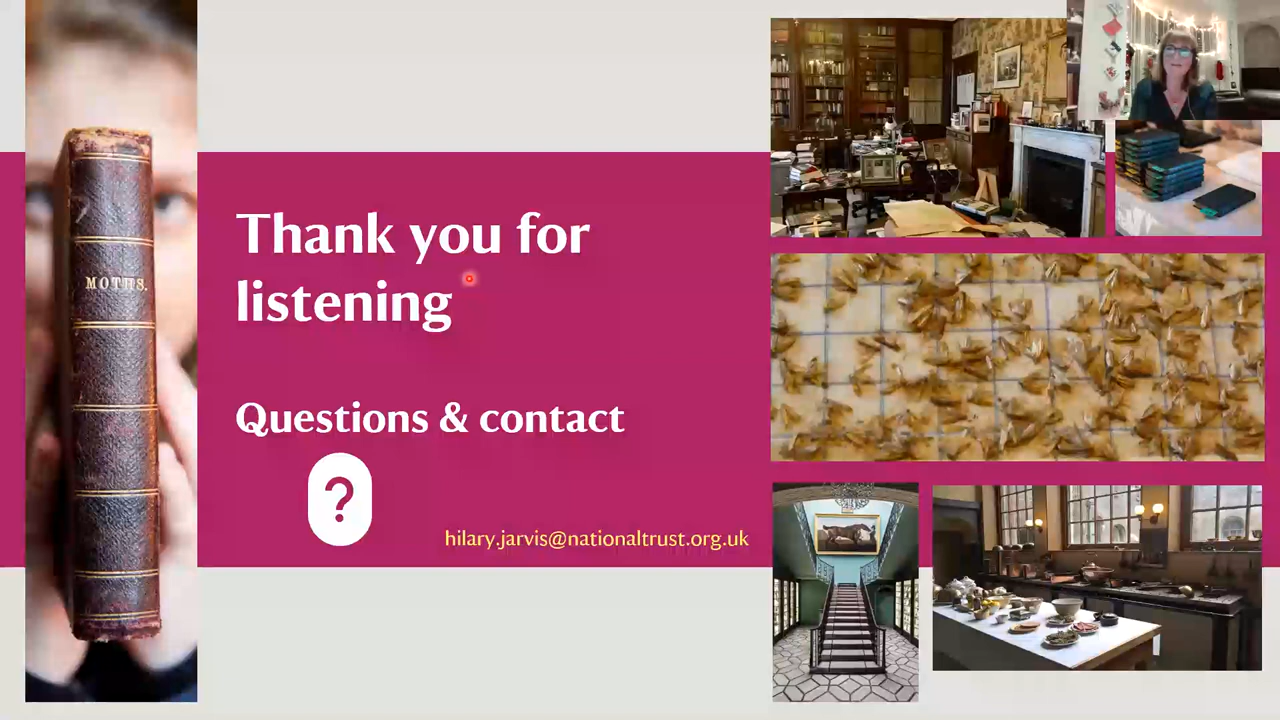 MOTHS.
Thank you for
listening
Questions & contact
?
hilary.jarvis@nationaltrust.org.uk